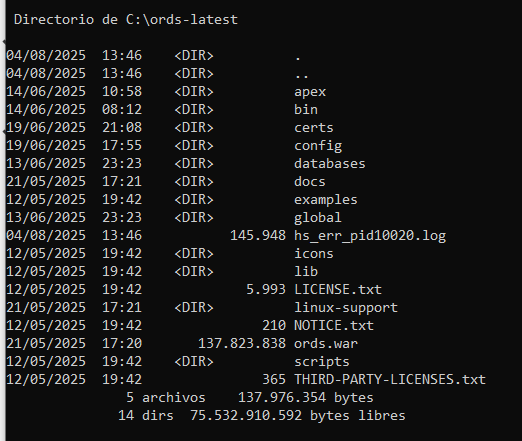 Directorio de C:\ords-latest
04/08/2025  13:46    <DIR>          .
04/08/2025  13:46    <DIR>          ..
14/06/2025  10:58    <DIR>          apex
14/06/2025  08:12    <DIR>          bin
19/06/2025  21:08    <DIR>          certs
19/06/2025  17:55    <DIR>          config
13/06/2025  23:23    <DIR>          databases
21/05/2025  17:21    <DIR>          docs
12/05/2025  19:42    <DIR>          examples
13/06/2025  23:23    <DIR>          global
04/08/2025  13:46           145.948 hs_err_pid10020.log
12/05/2025  19:42    <DIR>          icons
12/05/2025  19:42    <DIR>          lib
12/05/2025  19:42             5.993 LICENSE.txt
21/05/2025  17:21    <DIR>          linux-support
12/05/2025  19:42               210 NOTICE.txt
21/05/2025  17:20       137.823.838 ords.war
12/05/2025  19:42    <DIR>          scripts
12/05/2025  19:42               365 THIRD-PARTY-LICENSES.txt
5 archivos    137.976.354 bytes
14 dirs  75.532.910.592 bytes libres